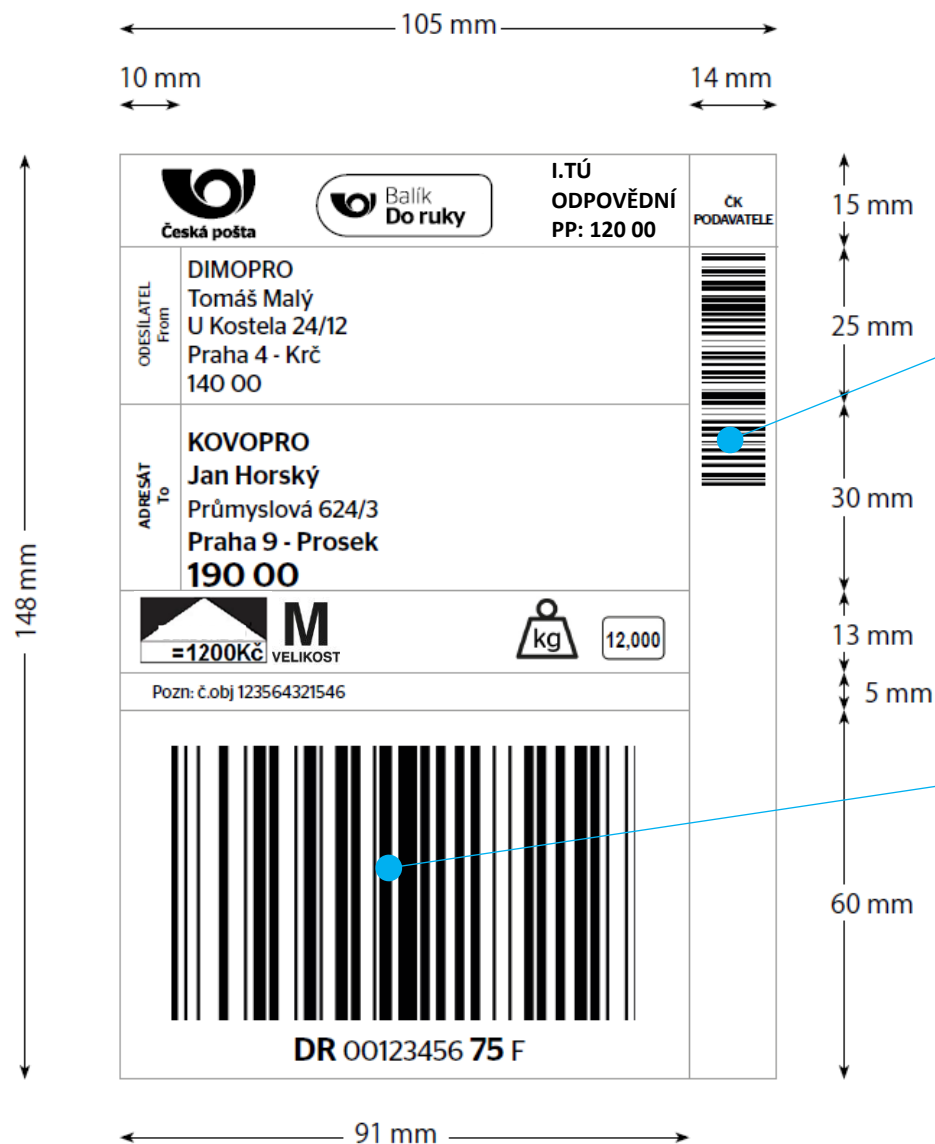 105 mm
10 mm
14 mm
Česká pošta
Balík
Do ruky
I.TÚ
ODPOVĚDNÍ
PP: 120 00
ČK
PODAVATELE
15 mm
ODESÍLATEL
From
DIMOPRO
Tomáš Malý
U Kostela 24/12
Praha 4 - Krč
140 00
25 mm
ADRESÁT
To
KOVOPRO
Jan Horský
Průmyslová 624/3
Praha 9 - Prosek
190 00
30 mm
148 mm
=1200Kč
M
VELIKOST
kg
12,000
13 mm
Pozn: č.obj 123564321546
5 mm
60 mm
DR 00123456 75 F
91 mm